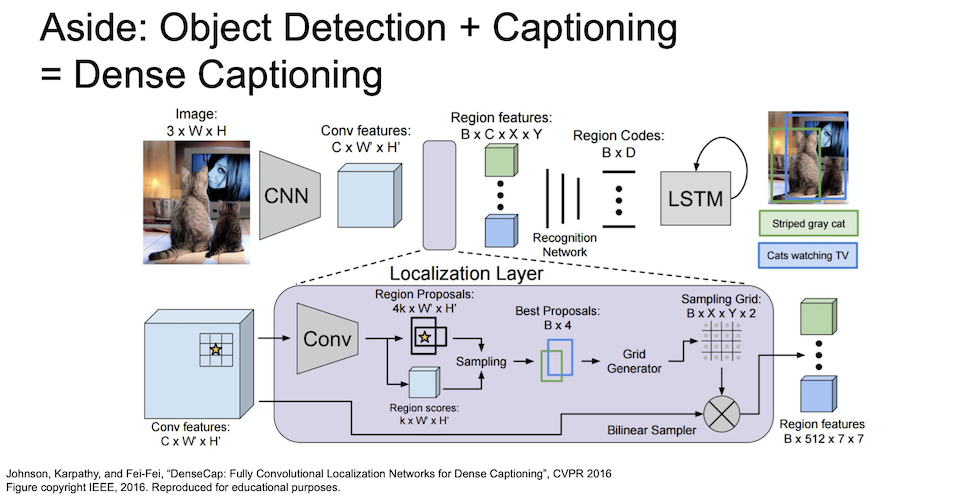 Aside: Object Detection + Captioning
= Dense Captioning
Image:
3 x W x H
CNN
Conv features:
C x W' x H'
Region features:
B x C x X x Y
Recognition
Network
Region Codes:
B x D
LSTM
Striped gray cat
Cats watching TV
Localization Layer
Conv features:
C x W' x H'
Conv
Region Proposals:
4k x W' x H'
Region scores:
k x W' x H'
Sampling
Best Proposals:
B x 4
Grid
Generator
Sampling Grid:
B x X x Y x 2
Bilinear Sampler
Region features
B x 512 x 7 x 7
Johnson, Karpathy, and Fei-Fei, “DenseCap: Fully Convolutional Localization Networks for Dense Captioning”, CVPR 2016
Figure copyright IEEE, 2016. Reproduced for educational purposes.